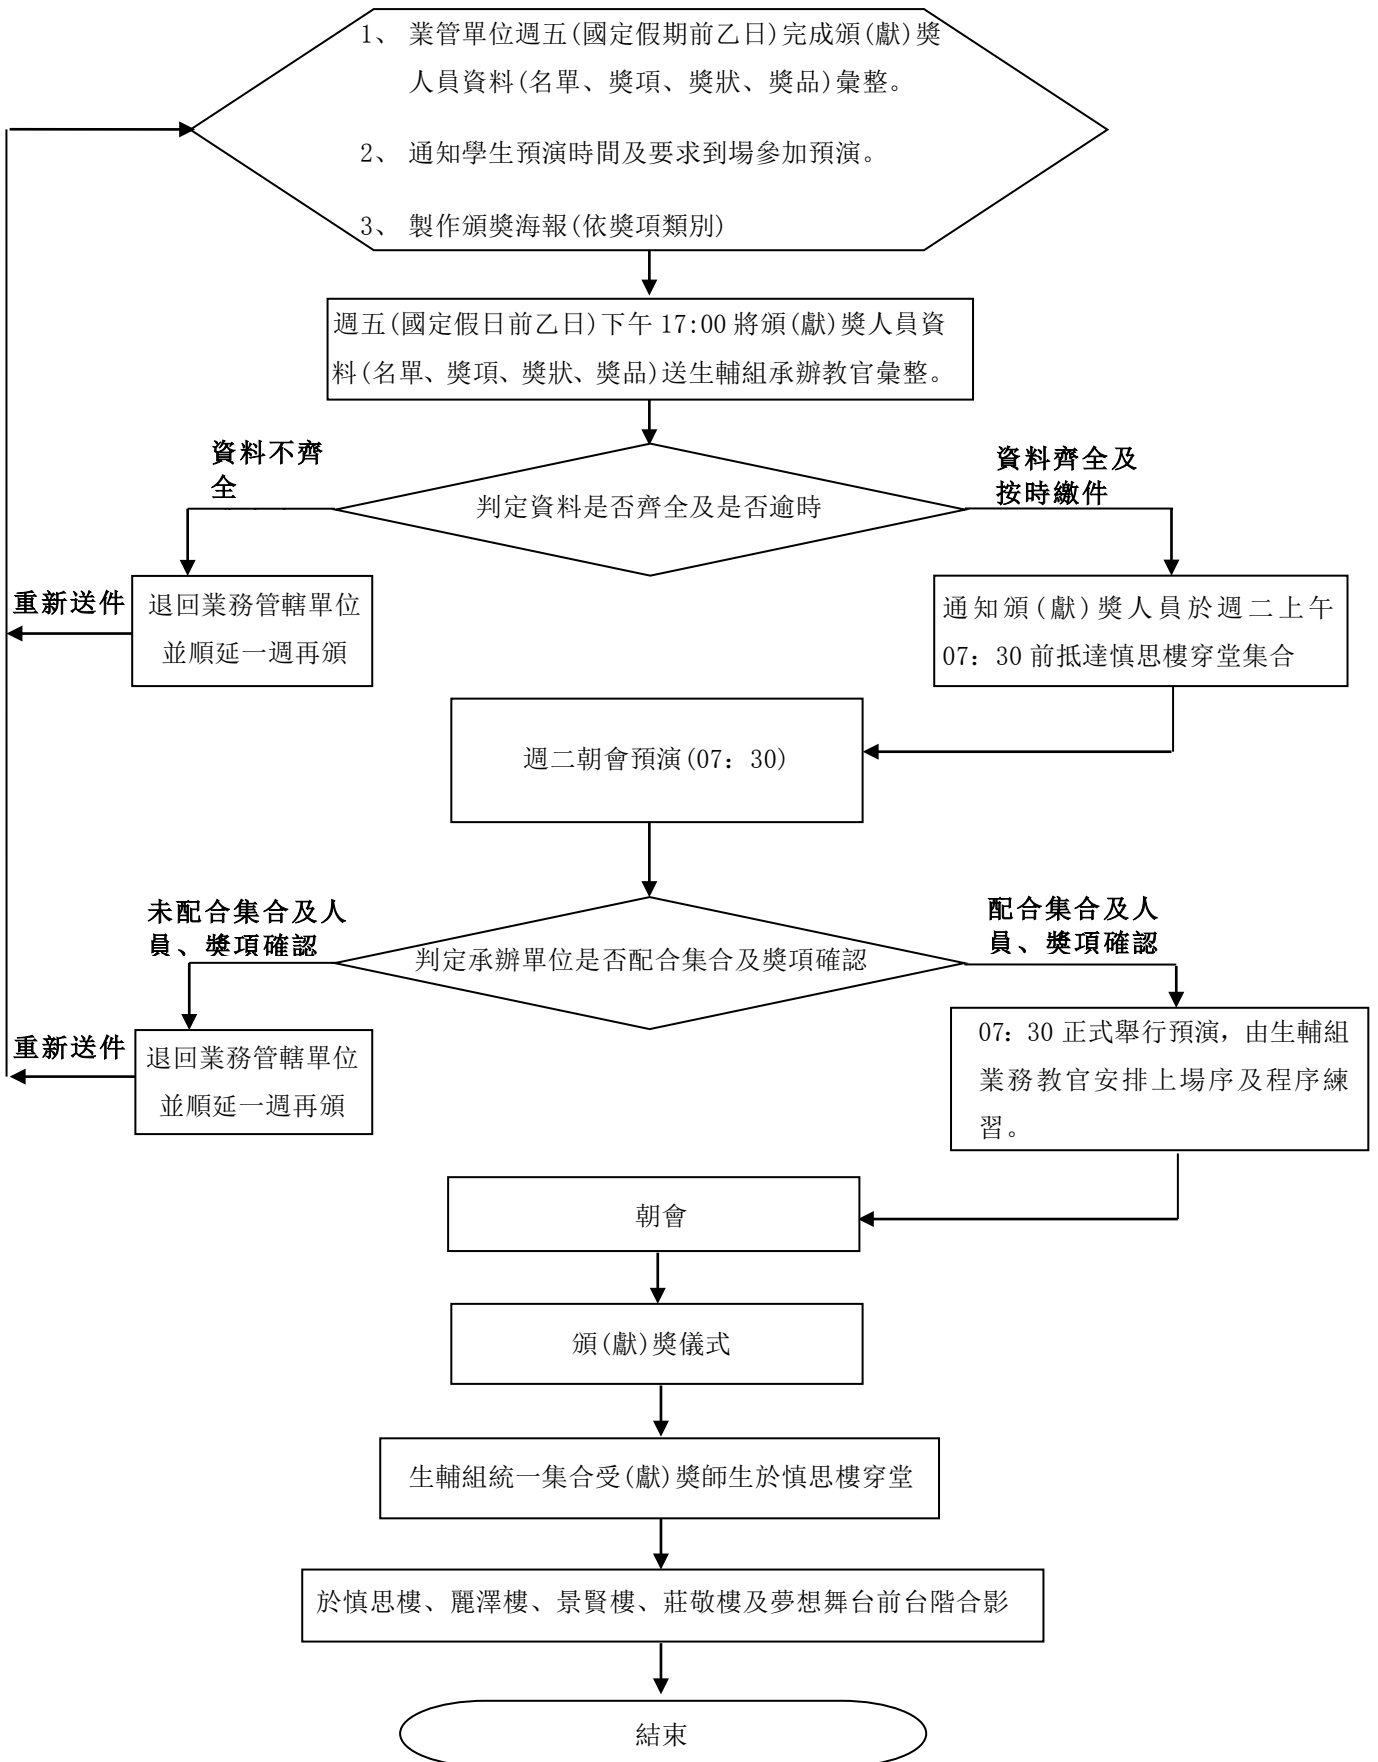 1、 業管單位週五(國定假期前乙日)完成頒(獻)獎
人員資料(名單、獎項、獎狀、獎品)彙整。
2、 通知學生預演時間及要求到場參加預演。
3、 製作頒獎海報(依獎項類別)
週五(國定假日前乙日)下午 17:00 將頒(獻)獎人員資
料(名單、獎項、獎狀、獎品)送生輔組承辦教官彙整。
資料不齊
全
資料齊全及
按時繳件
判定資料是否齊全及是否逾時
重新送件
退回業務管轄單位
並順延一週再頒
通知頒(獻)獎人員於週二上午
07：30 前抵達慎思樓穿堂集合
週二朝會預演(07：30)
未配合集合及人
員、獎項確認
配合集合及人
員、獎項確認
判定承辦單位是否配合集合及獎項確認
重新送件
退回業務管轄單位
並順延一週再頒
07：30 正式舉行預演，由生輔組
業務教官安排上場序及程序練
習。
朝會
頒(獻)獎儀式
生輔組統一集合受(獻)獎師生於慎思樓穿堂
於慎思樓、麗澤樓、景賢樓、莊敬樓及夢想舞台前台階合影
結束